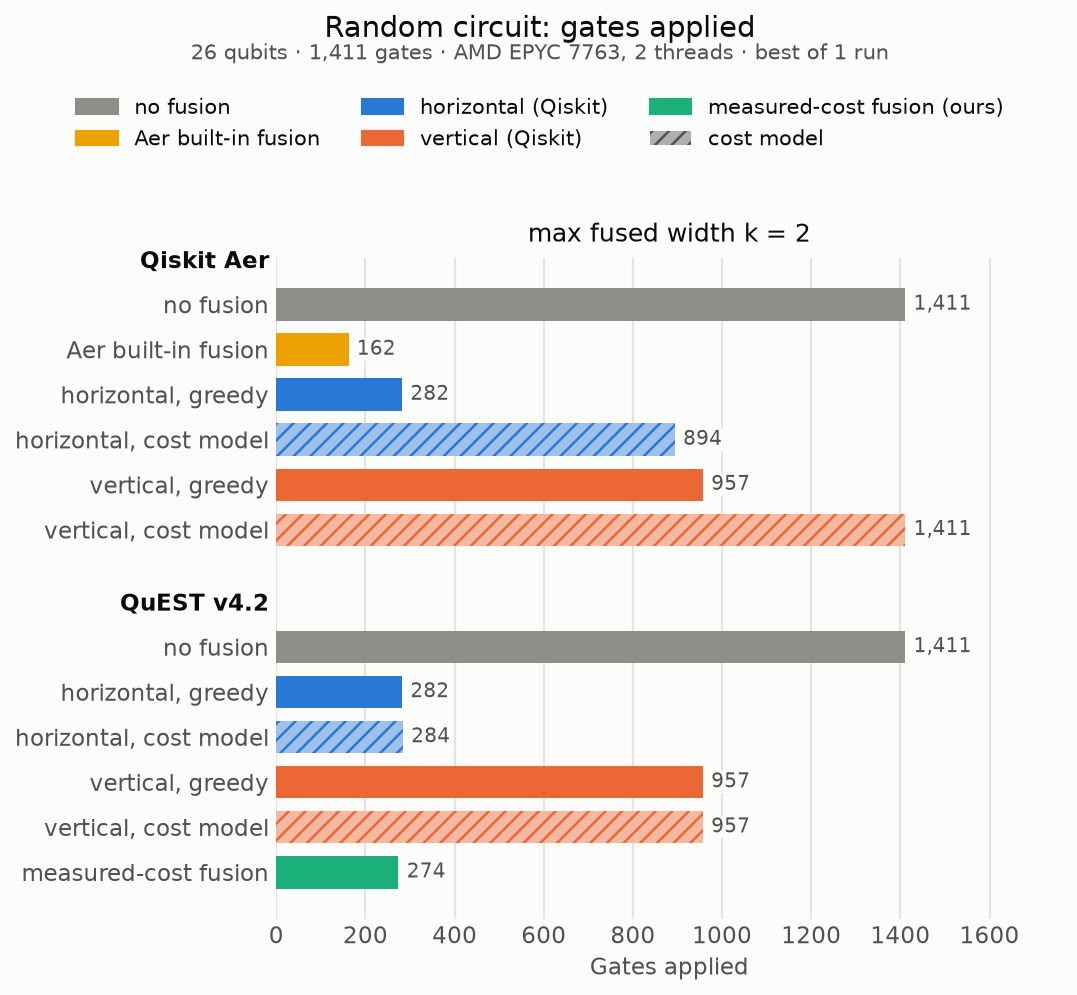 Random circuit: gates applied
26 qubits · 1,411 gates · AMD EPYC 7763, 2 threads · best of 1 run
no fusion
horizontal (Qiskit)
measured-cost fusion (ours)
Aer built-in fusion
vertical (Qiskit)
cost model
max fused width k = 2
Qiskit Aer
no fusion 1,411
Aer built-in fusion 162
horizontal, greedy 282
horizontal, cost model 894
vertical, greedy 957
vertical, cost model 1,411
QuEST v4.2
no fusion 1,411
horizontal, greedy 282
horizontal, cost model 284
vertical, greedy 957
vertical, cost model 957
measured-cost fusion 274
0 200 400 600 800 1000 1200 1400 1600
Gates applied